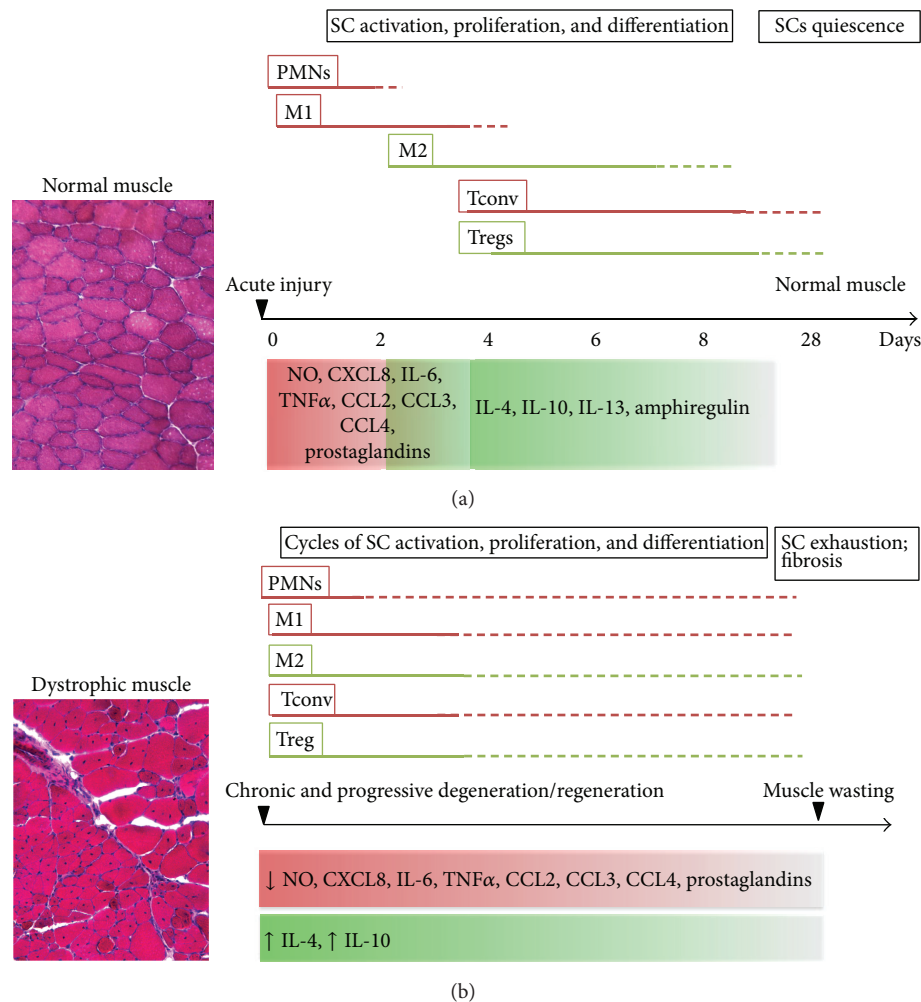 SC activation, proliferation, and differentiation
SCs quiescence
PMNs
M1
M2
Normal muscle
Tconv
Tregs
Acute injury
Normal muscle
0 2 4 6 8 28 Days
NO, CXCL8, IL-6,
TNFα, CCL2, CCL3,
CCL4,
prostaglandins
IL-4, IL-10, IL-13, amphiregulin
(a)
Cycles of SC activation, proliferation, and differentiation
SC exhaustion;
fibrosis
PMNs
M1
M2
Dystrophic muscle
Tconv
Treg
Chronic and progressive degeneration/regeneration
Muscle wasting
↓ NO, CXCL8, IL-6, TNFα, CCL2, CCL3, CCL4, prostaglandins
↑ IL-4, ↑ IL-10
(b)